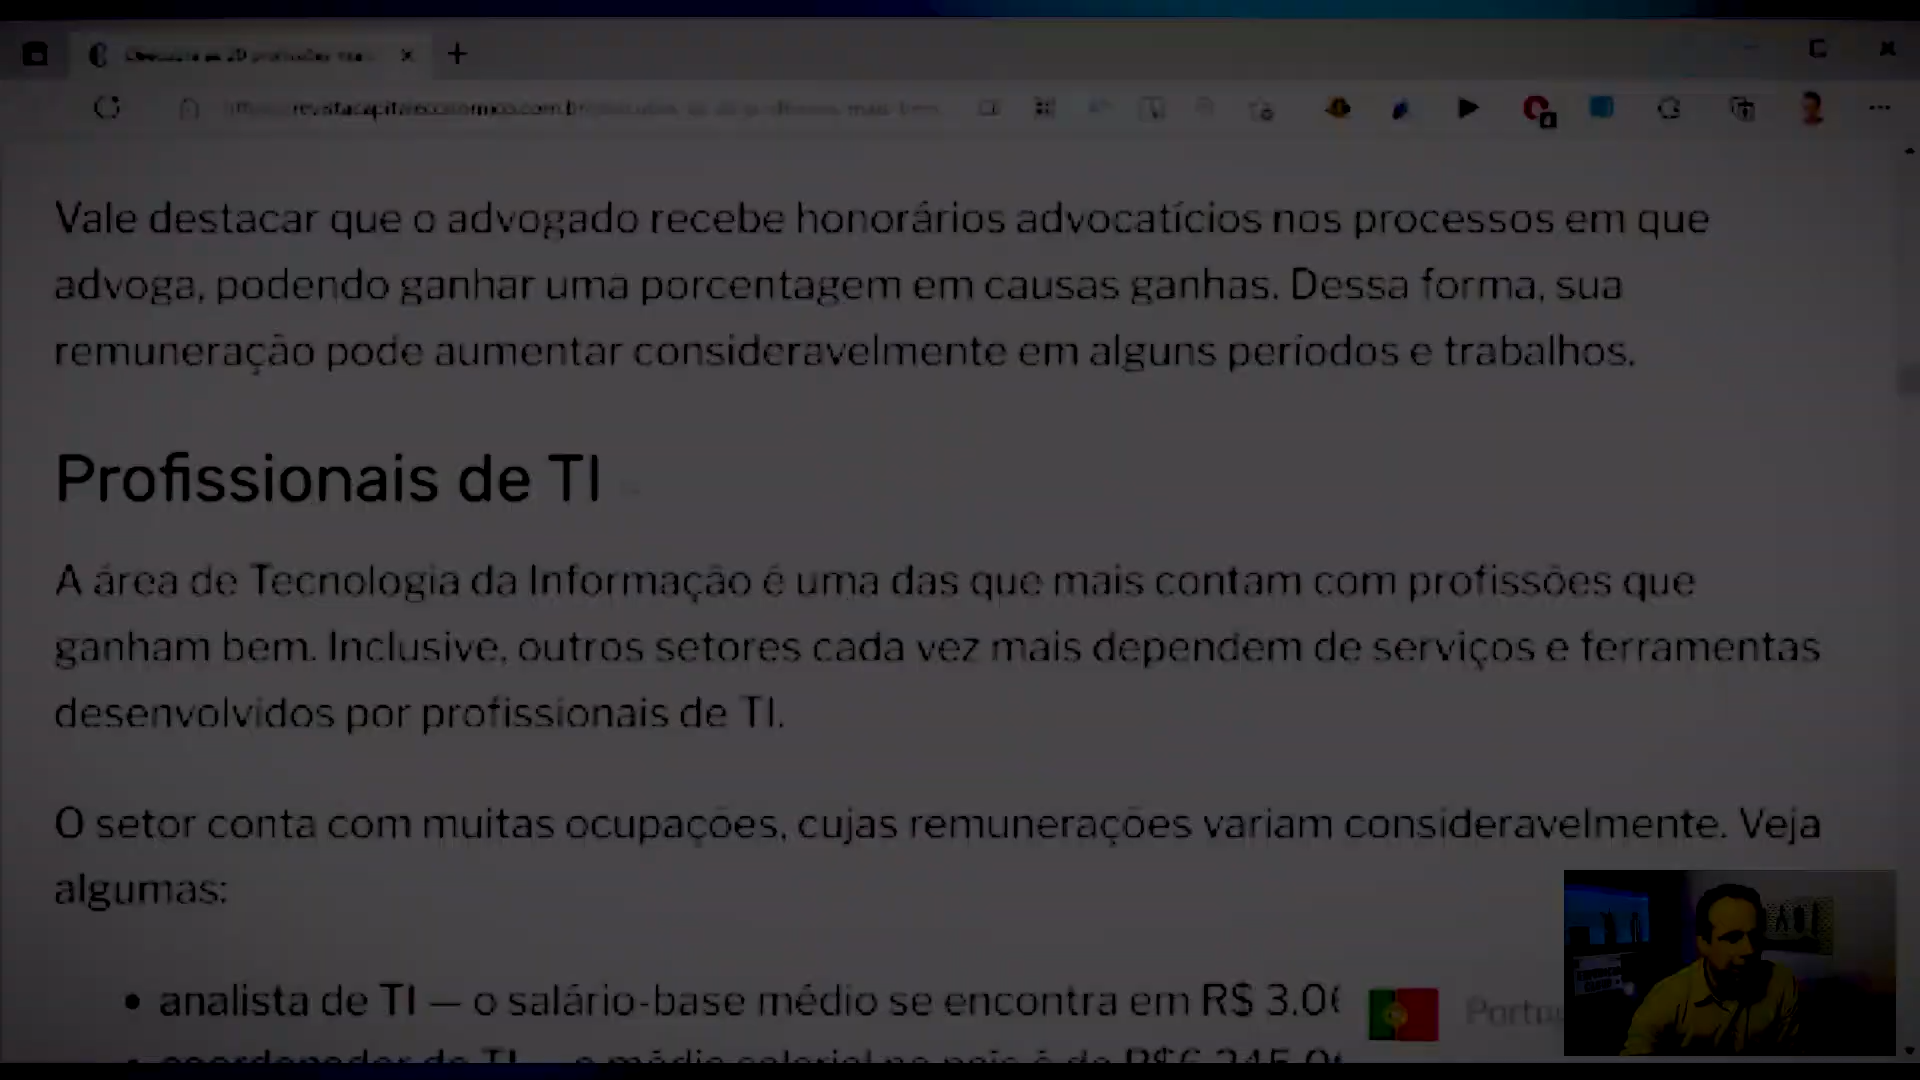 revistacapitaleconomico.com.br
Vale destacar que o advogado recebe honorários advocatícios nos processos em que
advoga, podendo ganhar uma porcentagem em causas ganhas. Dessa forma, sua
remuneração pode aumentar consideravelmente em alguns períodos e trabalhos.
Profissionais de TI
A área de Tecnologia da Informação é uma das que mais contam com profissões que
ganham bem. Inclusive, outros setores cada vez mais dependem de serviços e ferramentas
desenvolvidos por profissionais de TI.
O setor conta com muitas ocupações, cujas remunerações variam consideravelmente. Veja
algumas:
• analista de TI — o salário-base médio se encontra em R$ 3.0